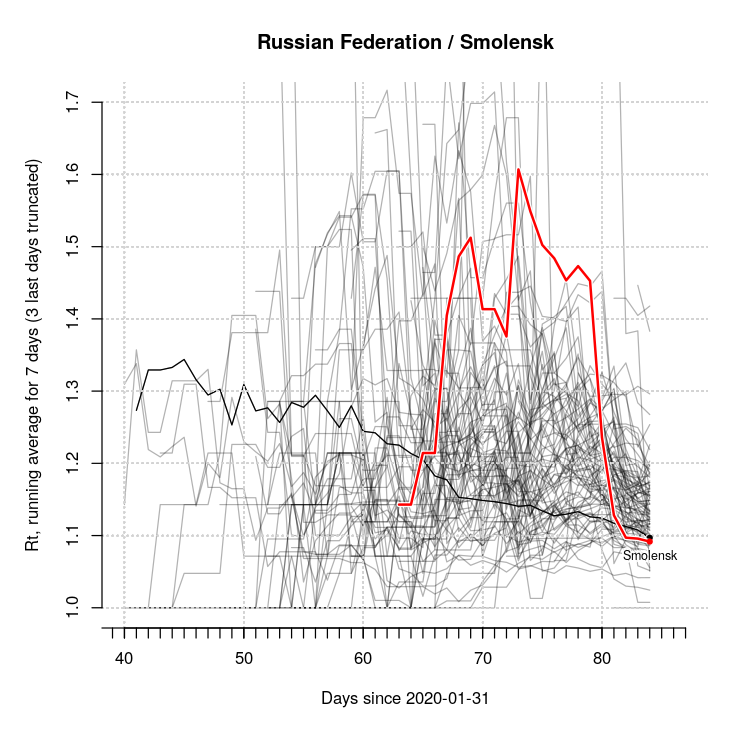 Russian Federation / Smolensk
Rt, running average for 7 days (3 last days truncated)
1.7
1.6
1.5
1.4
1.3
1.2
1.1
1.0
Smolensk
40 50 60 70 80
Days since 2020-01-31